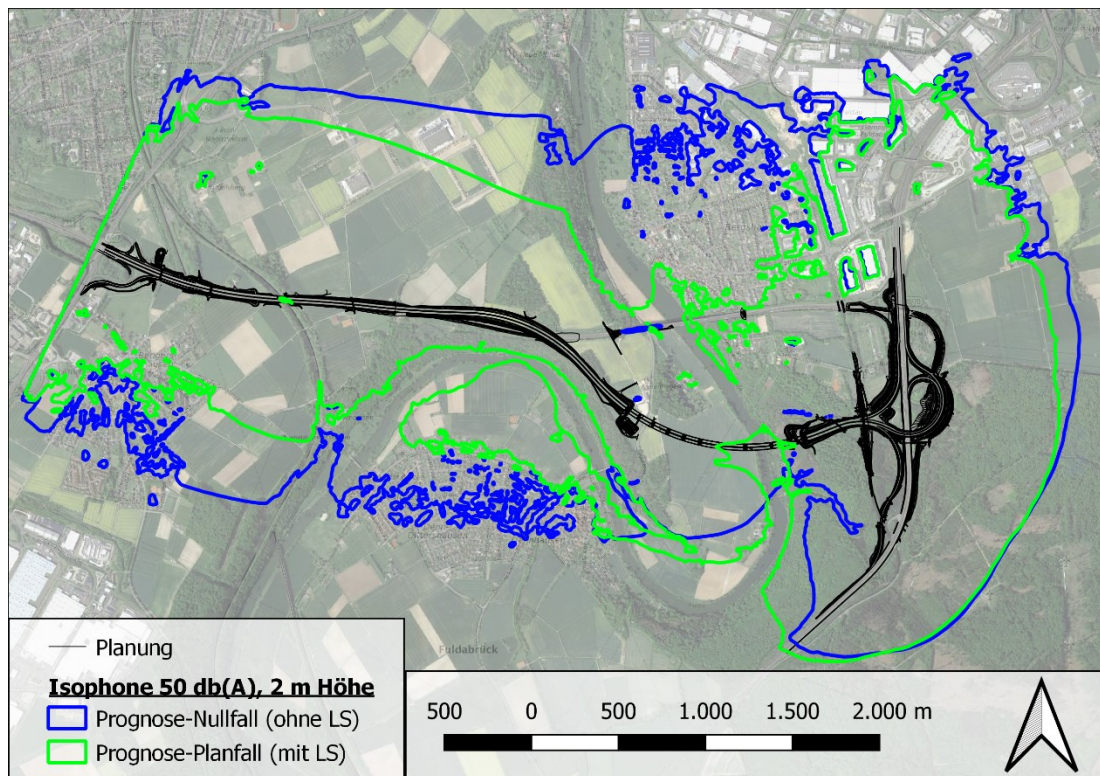 Fuldabrück
Planung
Isophone 50 db(A), 2 m Höhe
Prognose-Nullfall (ohne LS)
Prognose-Planfall (mit LS)
500 0 500 1.000 1.500 2.000 m